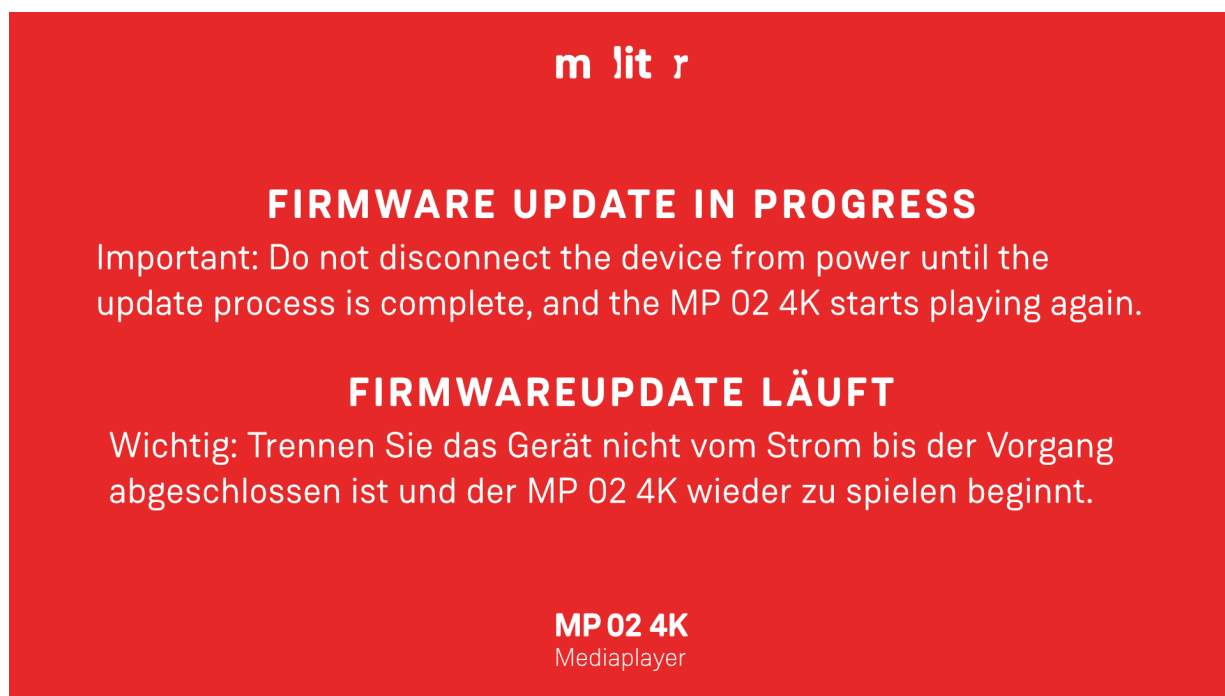 m lit r
FIRMWARE UPDATE IN PROGRESS
Important: Do not disconnect the device from power until the
update process is complete, and the MP 02 4K starts playing again.
FIRMWAREUPDATE LÄUFT
Wichtig: Trennen Sie das Gerät nicht vom Strom bis der Vorgang
abgeschlossen ist und der MP 02 4K wieder zu spielen beginnt.
MP 02 4K
Mediaplayer